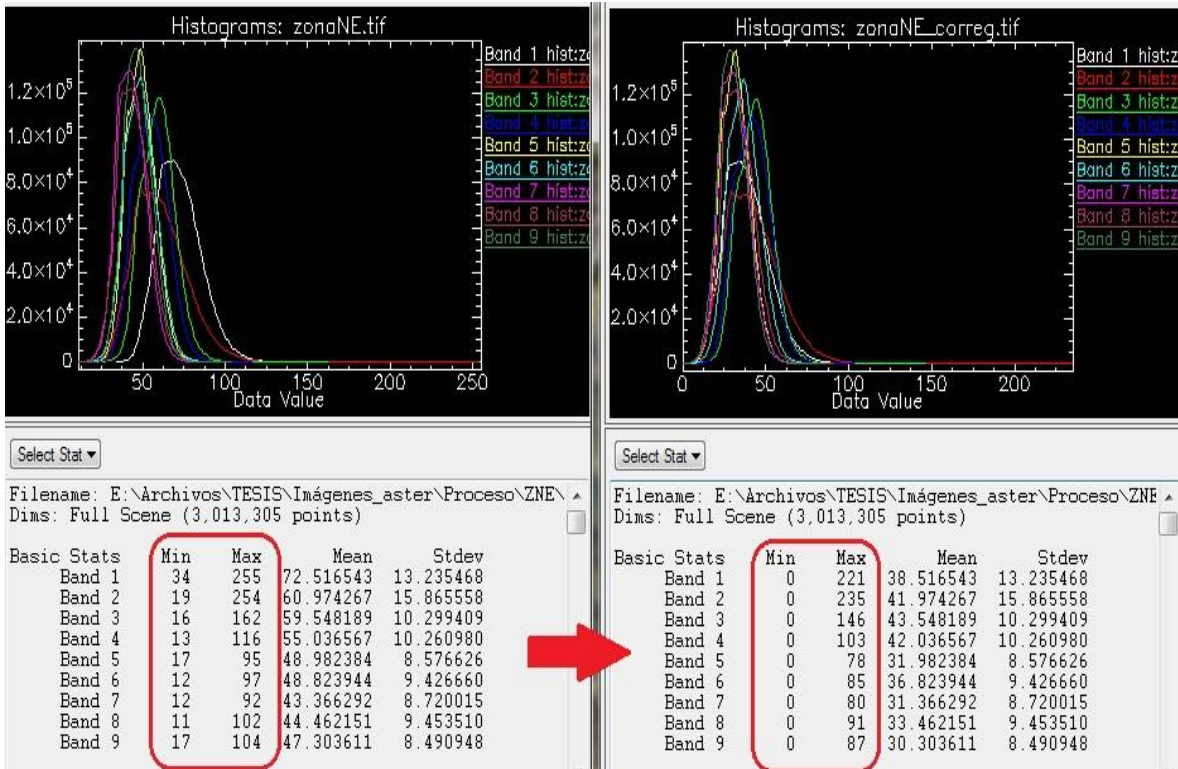 Histograms: zonaNE.tif
Band 1 hist:zo
Band 2 hist:zo
Band 3 hist:zo
Band 4 hist:zo
Band 5 hist:zo
Band 6 hist:zo
Band 7 hist:zo
Band 8 hist:zo
Band 9 hist:zo
1.2×10⁵
1.0×10⁵
8.0×10⁴
6.0×10⁴
4.0×10⁴
2.0×10⁴
0
50 100 150 200 250
Data Value
Select Stat
Filename: E:\Archivos\TESIS\Imágenes_aster\Proceso\ZNE\
Dims: Full Scene (3,013,305 points)
Basic Stats Min Max Mean Stdev
Band 1 34 255 72.516543 13.235468
Band 2 19 254 60.974267 15.865558
Band 3 16 162 59.548189 10.299409
Band 4 13 116 55.036567 10.260980
Band 5 17 95 48.982384 8.576626
Band 6 12 97 48.823944 9.426660
Band 7 12 92 43.366292 8.720015
Band 8 11 102 44.462151 9.453510
Band 9 17 104 47.303611 8.490948
Histograms: zonaNE_correg.tif
Band 1 hist:z
Band 2 hist:z
Band 3 hist:z
Band 4 hist:z
Band 5 hist:z
Band 6 hist:z
Band 7 hist:z
Band 8 hist:z
Band 9 hist:z
1.2×10⁵
1.0×10⁵
8.0×10⁴
6.0×10⁴
4.0×10⁴
2.0×10⁴
0
0 50 100 150 200
Data Value
Select Stat
Filename: E:\Archivos\TESIS\Imágenes_aster\Proceso\ZNE
Dims: Full Scene (3,013,305 points)
Basic Stats Min Max Mean Stdev
Band 1 0 221 38.516543 13.235468
Band 2 0 235 41.974267 15.865558
Band 3 0 146 43.548189 10.299409
Band 4 0 103 42.036567 10.260980
Band 5 0 78 31.982384 8.576626
Band 6 0 85 36.823944 9.426660
Band 7 0 80 31.366292 8.720015
Band 8 0 91 33.462151 9.453510
Band 9 0 87 30.303611 8.490948